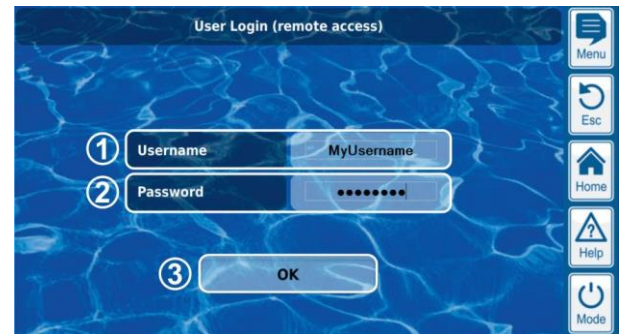 User Login (remote access)
Menu
Esc
1 Username MyUsername
2 Password ••••••••
Home
Help
3 OK
Mode